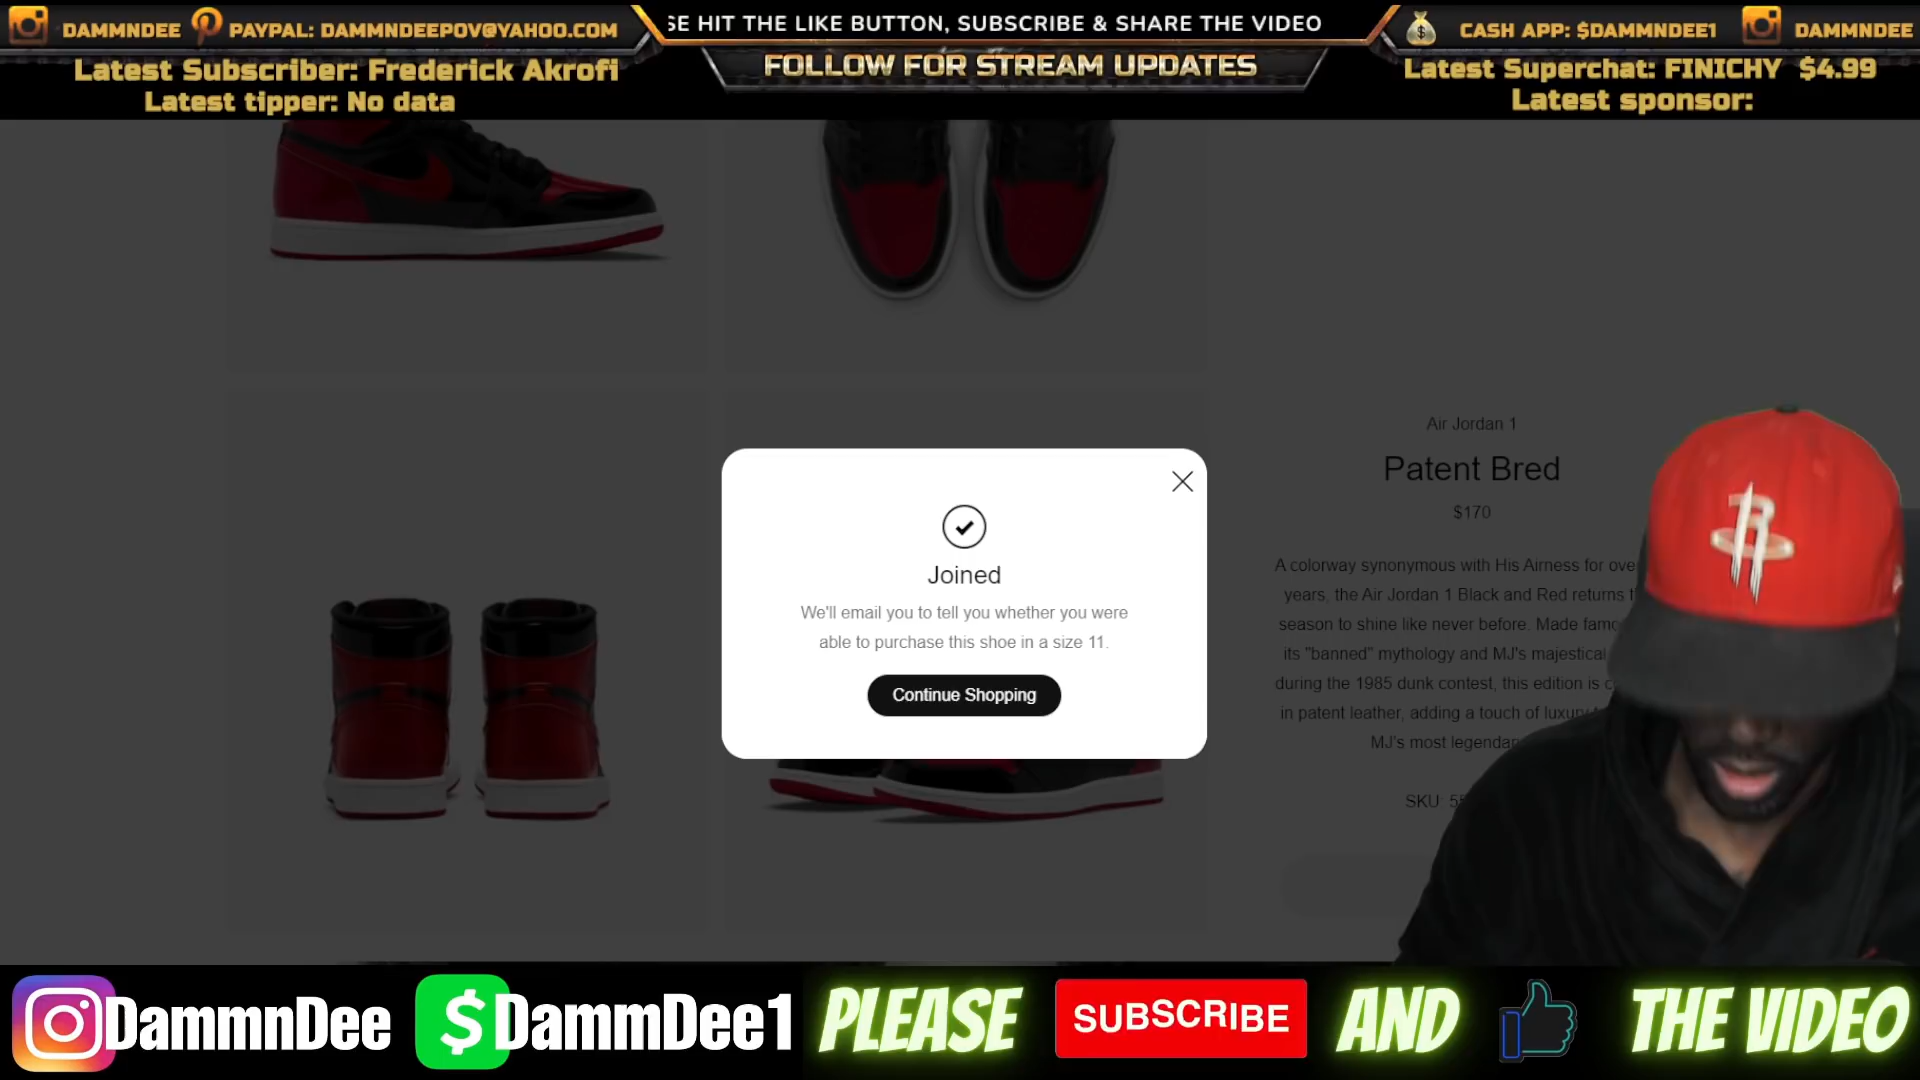 DAMMNDEE
PAYPAL: DAMMNDEEPOV@YAHOO.COM
SE HIT THE LIKE BUTTON, SUBSCRIBE & SHARE THE VIDEO
CASH APP: $DAMMNDEE1
DAMMNDEE
Latest Subscriber: Frederick Akrofi
FOLLOW FOR STREAM UPDATES
Latest Superchat: FINICHY $4.99
Latest tipper: No data
Latest sponsor:
Air Jordan 1
Patent Bred
$170
A colorway synonymous with His Airness for
years, the Air Jordan 1 Black and Red returns
season to shine like never before. Made
its "banned" mythology and MJ's majestical
during the 1985 dunk contest, this edition is
in patent leather, adding a touch of luxury
MJ's most
SKU:
Joined
We'll email you to tell you whether you were
able to purchase this shoe in a size 11.
Continue Shopping
DammnDee
$DammDee1
PLEASE
SUBSCRIBE
AND
THE VIDEO